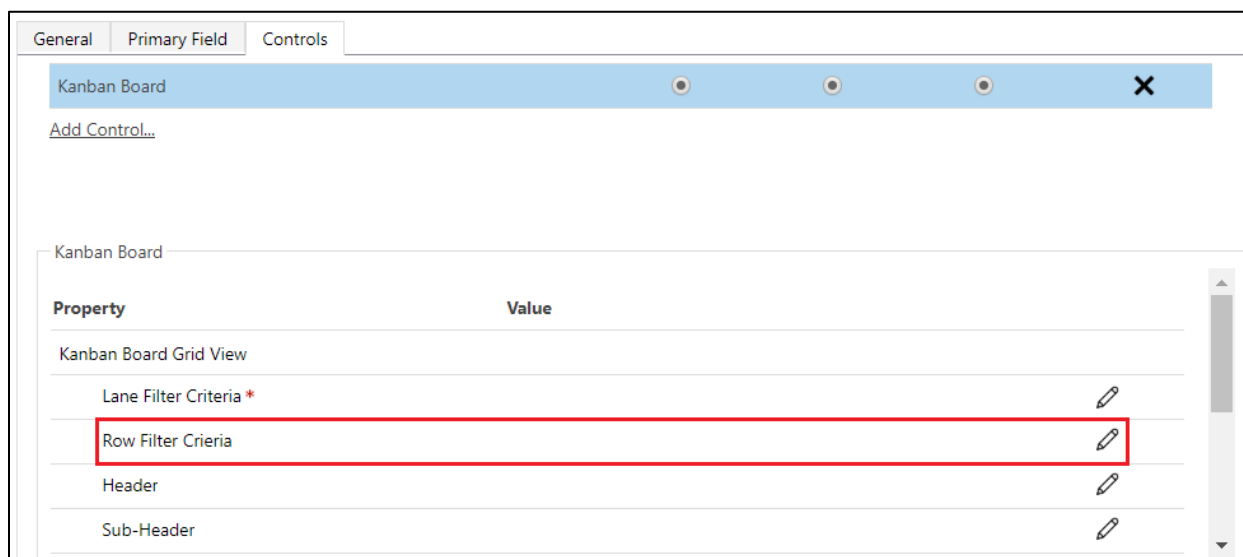 General Primary Field Controls
Kanban Board
Add Control...
Kanban Board
Property Value
Kanban Board Grid View
Lane Filter Criteria *
Row Filter Crieria
Header
Sub-Header